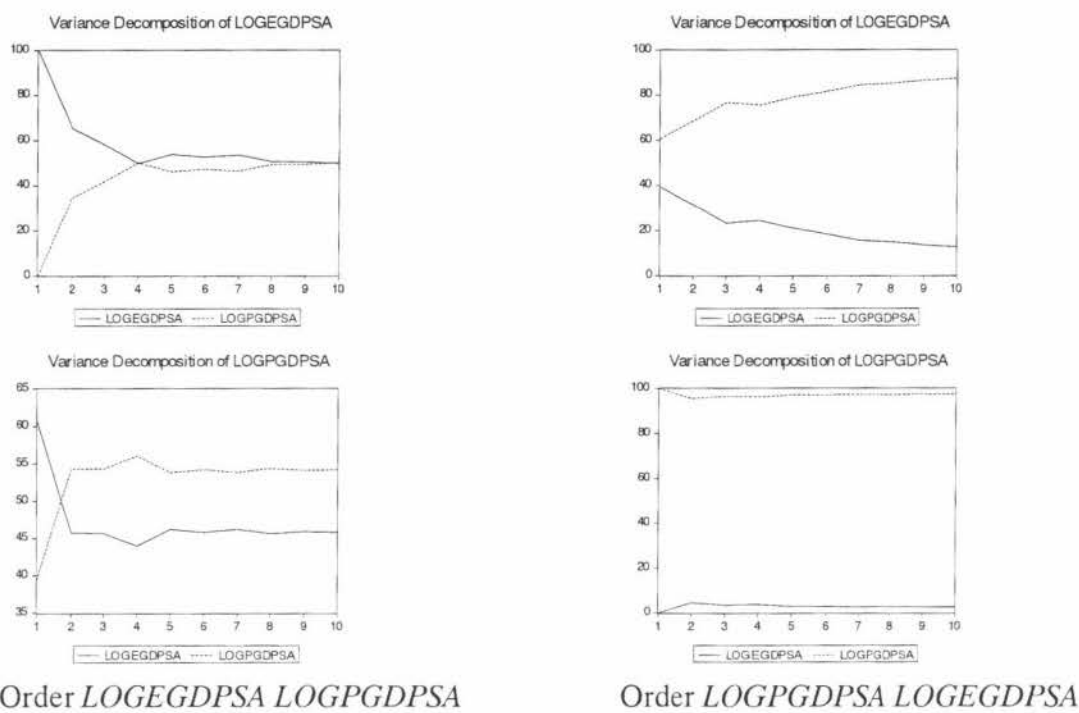 Variance Decomposition of LOGEGDPSA
100
80
60
40
20
0
1 2 3 4 5 6 7 8 9 10
LOGEGDPSA LOGPGDPSA
Variance Decomposition of LOGEGDPSA
100
80
60
40
20
0
1 2 3 4 5 6 7 8 9 10
LOGEGDPSA LOGPGDPSA
Variance Decomposition of LOGPGDPSA
65
60
55
50
45
40
35
1 2 3 4 5 6 7 8 9 10
LOGEGDPSA LOGPGDPSA
Variance Decomposition of LOGPGDPSA
100
80
60
40
20
0
1 2 3 4 5 6 7 8 9 10
LOGEGDPSA LOGPGDPSA
Order LOGEGDPSA LOGPGDPSA
Order LOGPGDPSA LOGEGDPSA